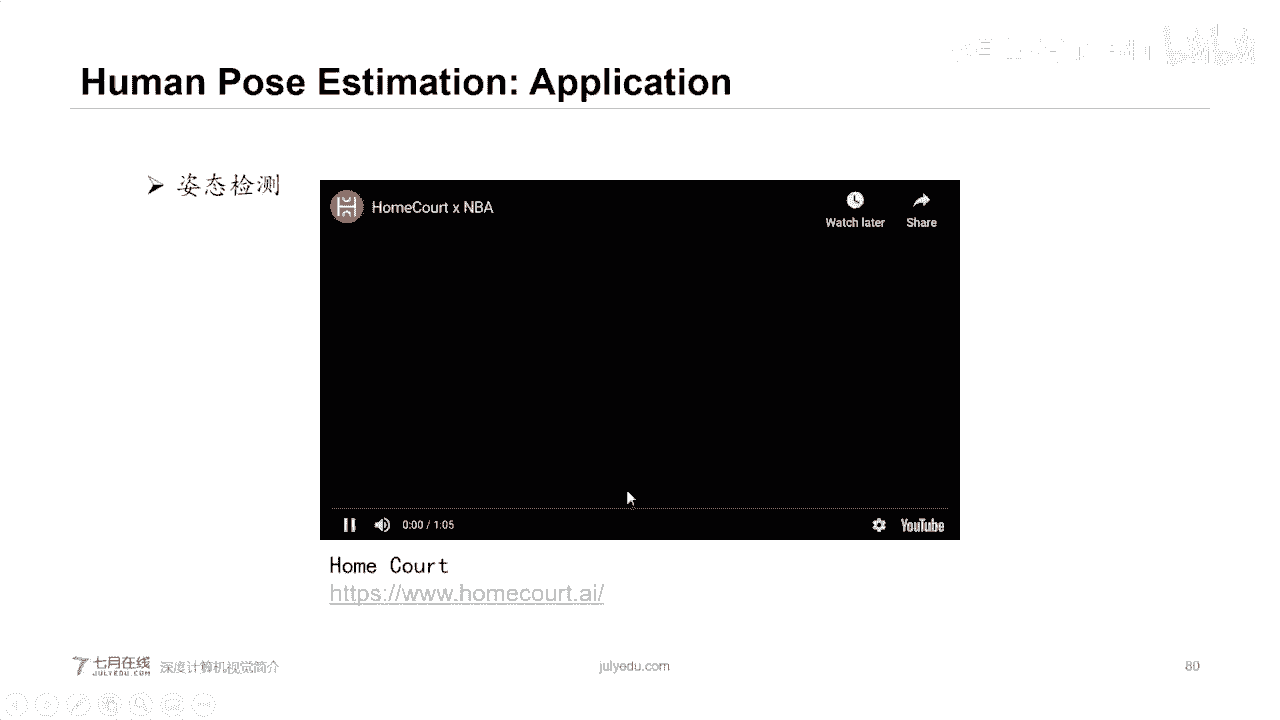 Human Pose Estimation: Application
➢ 姿态检测
HomeCourt x NBA
Watch later
Share
0:00 / 1:05
YouTube
Home Court
https://www.homecourt.ai/
七月在线
JULYEDU.COM
深度计算机视觉简介
julyedu.com
80